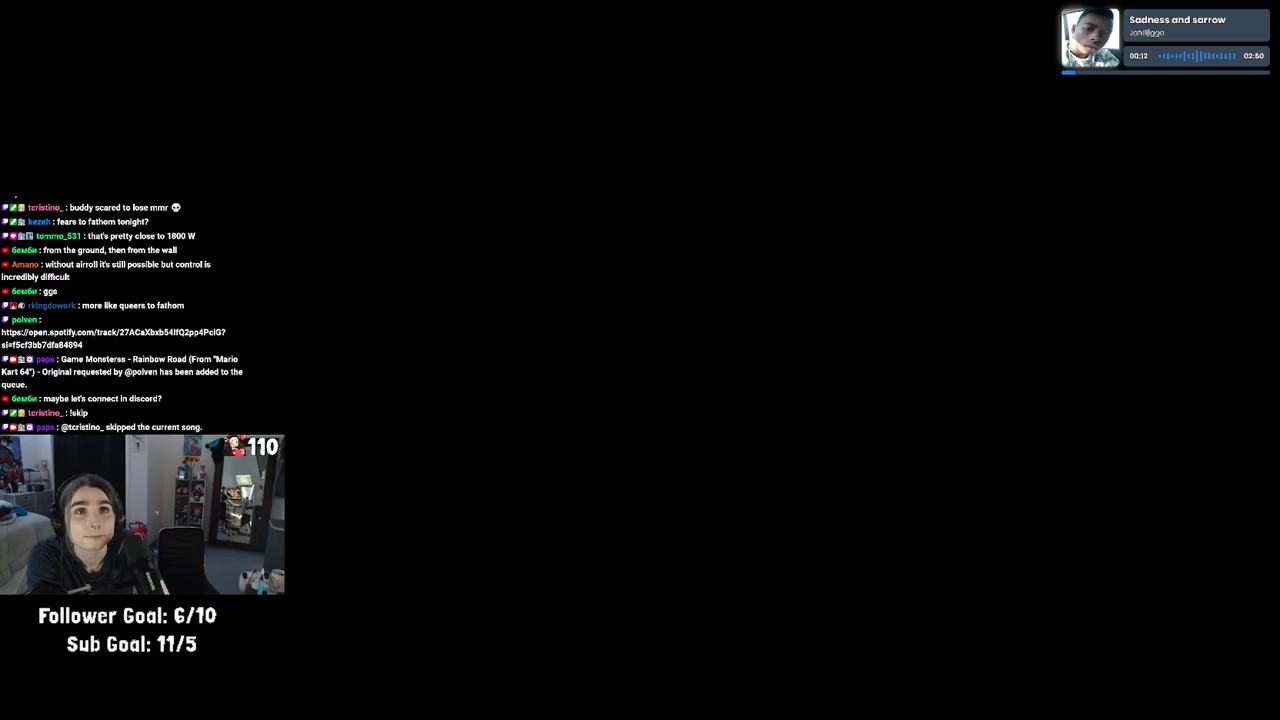 Sadness and sarrow
00:12
02:50
tcristino_ : buddy scared to lose mmr 💀
kezeh : fears to fathom tonight?
tommo_531 : that's pretty close to 1800 W
бемби : from the ground, then from the wall
Amano : without airroll it's still possible but control is
incredibly difficult
бемби : ggs
rkingdowork : more like queers to fathom
polven :
https://open.spotify.com/track/27ACaXbxb54IfQ2pp4PciG?
si=f5cf3bb7dfa84894
paps : Game Monsterss - Rainbow Road (From "Mario
Kart 64") - Original requested by @polven has been added to the
queue.
бемби : maybe let's connect in discord?
tcristino_ : !skip
paps : @tcristino_ skipped the current song.
110
Follower Goal: 6/10
Sub Goal: 11/5